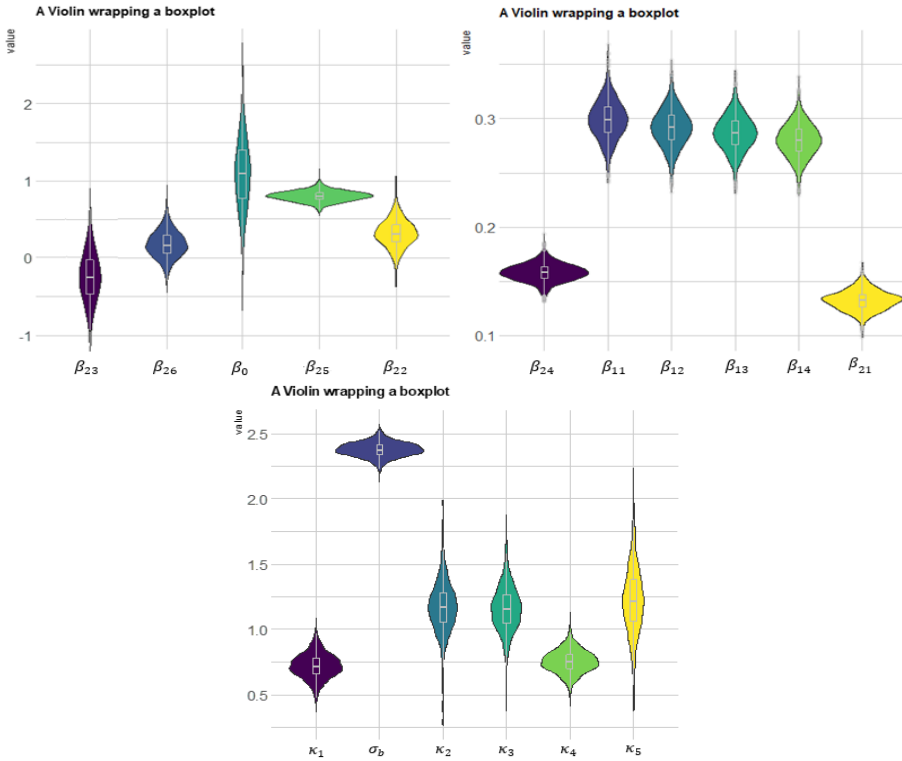 A Violin wrapping a boxplot
value
2
1
0
-1
β₂₃ β₂₆ β₀ β₂₅ β₂₂
A Violin wrapping a boxplot
value
0.3
0.2
0.1
β₂₄ β₁₁ β₁₂ β₁₃ β₁₄ β₂₁
A Violin wrapping a boxplot
value
2.5
2.0
1.5
1.0
0.5
κ₁ σ_b κ₂ κ₃ κ₄ κ₅